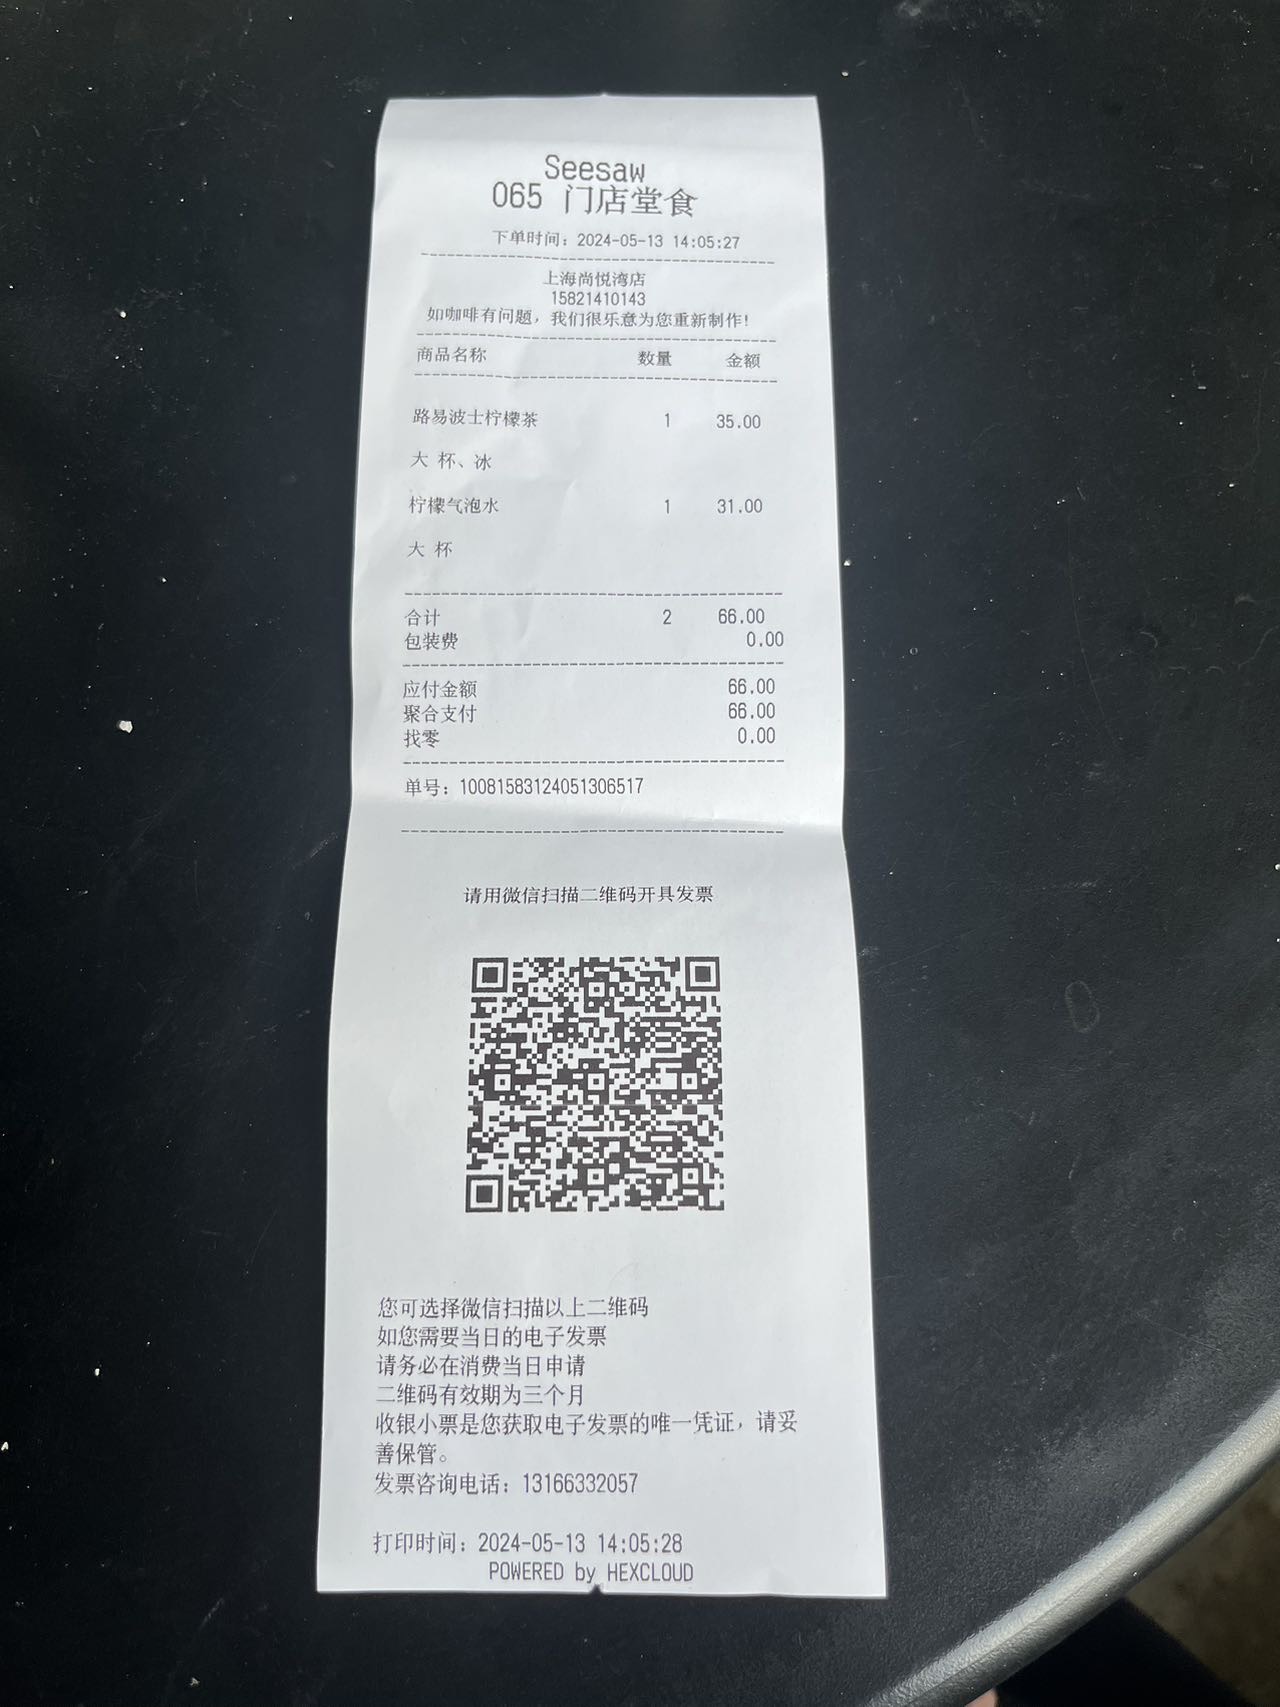 Seesaw
065 门店堂食
下单时间：2024-05-13 14:05:27
上海尚悦湾店
15821410143
如咖啡有问题，我们很乐意为您重新制作!
商品名称 数量 金额
路易波士柠檬茶 1 35.00
大 杯、冰
柠檬气泡水 1 31.00
大 杯
合计 2 66.00
包装费 0.00
应付金额 66.00
聚合支付 66.00
找零 0.00
单号：10081583124051306517
请用微信扫描二维码开具发票
您可选择微信扫描以上二维码
如您需要当日的电子发票
请务必在消费当日申请
二维码有效期为三个月
收银小票是您获取电子发票的唯一凭证，请妥
善保管。
发票咨询电话：13166332057
打印时间：2024-05-13 14:05:28
POWERED by HEXCLOUD